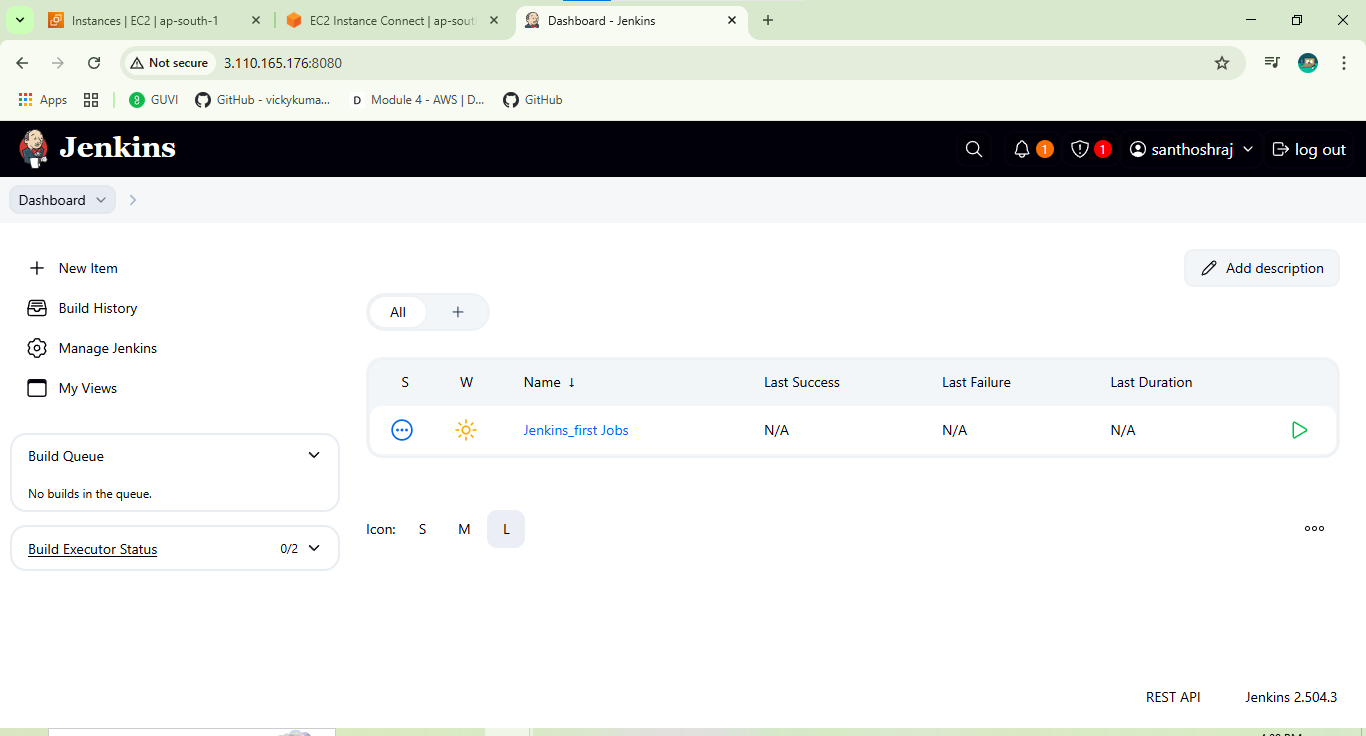 Instances | EC2 | ap-south-1
EC2 Instance Connect | ap-sout
Dashboard - Jenkins
Not secure
3.110.165.176:8080
Apps
GUVI
GitHub - vickykuma...
D
Module 4 - AWS | D...
GitHub
Jenkins
1
1
santhoshraj
log out
Dashboard
New Item
Build History
Manage Jenkins
My Views
Build Queue
No builds in the queue.
Build Executor Status
0/2
Add description
All
+
S W Name ↓ Last Success Last Failure Last Duration
Jenkins_first Jobs N/A N/A N/A
Icon: S M L
REST API
Jenkins 2.504.3